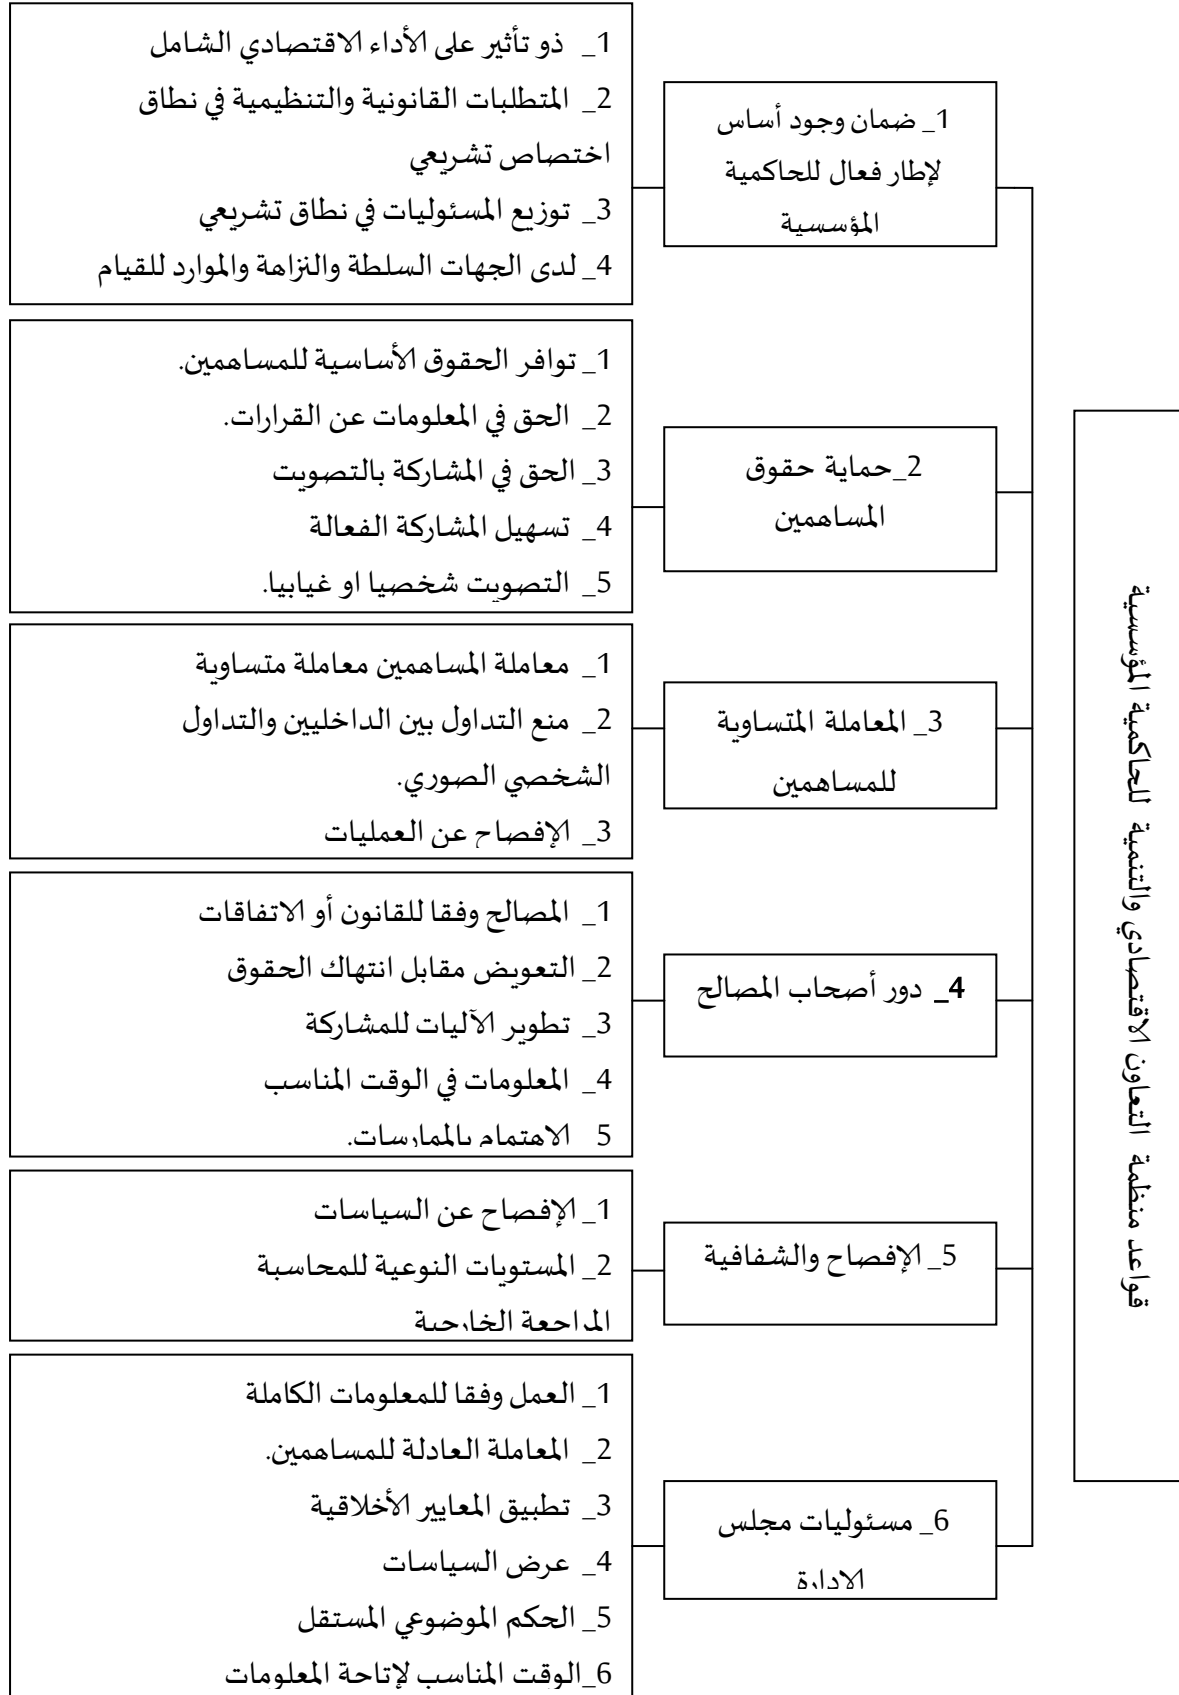 قواعد منظمة التعاون الاقتصادي والتنمية للحاكمية المؤسسية
1_ ضمان وجود أساس
لإطار فعال للحاكمية
المؤسسية
1_ ذو تأثير على الأداء الاقتصادي الشامل
2_ المتطلبات القانونية والتنظيمية في نطاق
اختصاص تشريعي
3_ توزيع المسئوليات في نطاق تشريعي
4_ لدى الجهات السلطة والنزاهة والموارد للقيام
2_حماية حقوق
المساهمين
1_ توافر الحقوق الأساسية للمساهمين.
2_ الحق في المعلومات عن القرارات.
3_ الحق في المشاركة بالتصويت
4_ تسهيل المشاركة الفعالة
5_ التصويت شخصيا او غيابيا.
3_ المعاملة المتساوية
للمساهمين
1_ معاملة المساهمين معاملة متساوية
2_ منع التداول بين الداخليين والتداول
الشخصي الصوري.
3_ الإفصاح عن العمليات
4_ دور أصحاب المصالح
1_ المصالح وفقا للقانون أو الاتفاقات
2_ التعويض مقابل انتهاك الحقوق
3_ تطوير الآليات للمشاركة
4_ المعلومات في الوقت المناسب
5_ الاهتمام بالممارسات.
5_ الإفصاح والشفافية
1_ الإفصاح عن السياسات
2_ المستويات النوعية للمحاسبة
المراجعة الخارجية
6_ مسئوليات مجلس
الادارة
1_ العمل وفقا للمعلومات الكاملة
2_ المعاملة العادلة للمساهمين.
3_ تطبيق المعايير الأخلاقية
4_ عرض السياسات
5_ الحكم الموضوعي المستقل
6_الوقت المناسب لإتاحة المعلومات